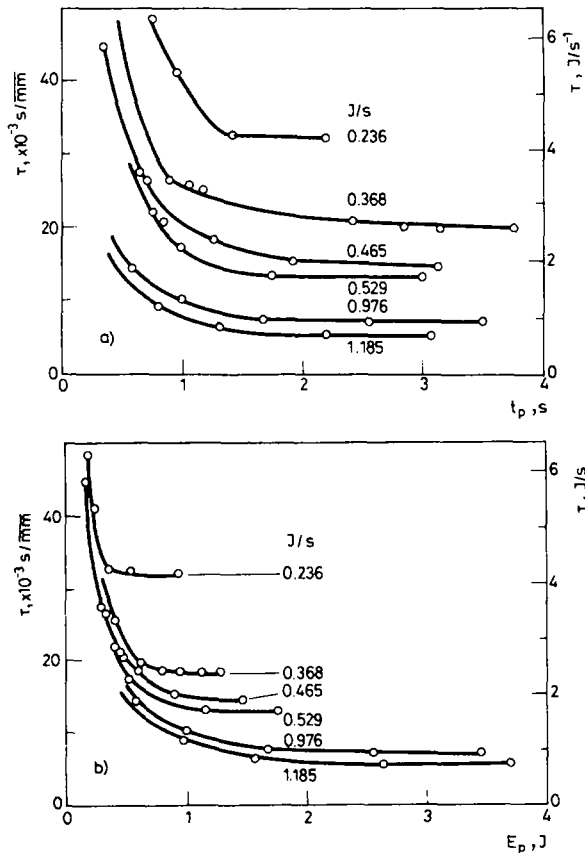 τ, x10⁻³ s/mm
40
20
0
6
4
2
0
τ, J/s⁻¹
J/s
0.236
0.368
0.465
0.529
0.976
1.185
a)
0 1 2 3 4
t_p, s
τ, x10⁻³ s/mm
40
20
0
6
4
2
0
τ, J/s
J/s
0.236
0.368
0.465
0.529
0.976
1.185
b)
0 1 2 3 4
E_p, J